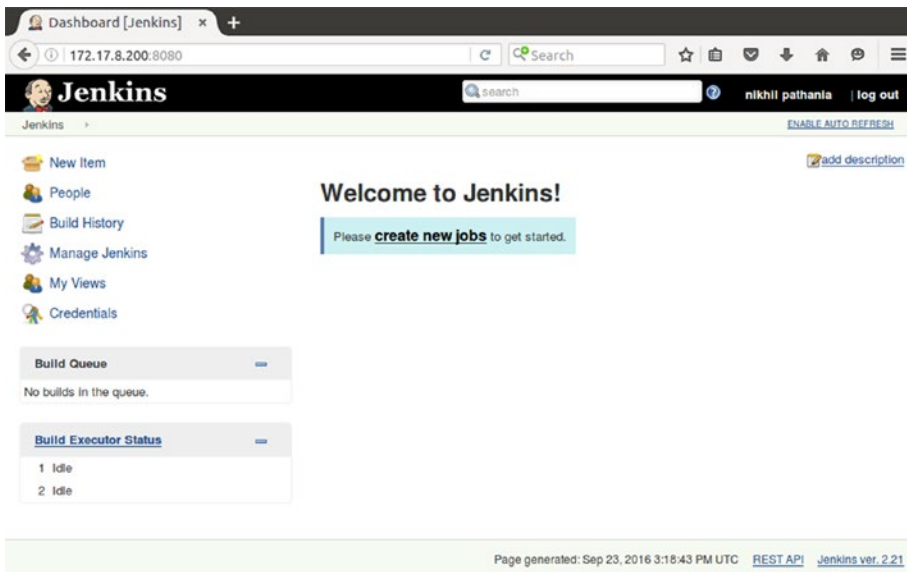 Dashboard [Jenkins]
172.17.8.200:8080
Search
Jenkins
search
nikhil pathania
| log out
Jenkins
ENABLE AUTO REFRESH
New Item
add description
People
Welcome to Jenkins!
Build History
Please create new jobs to get started.
Manage Jenkins
My Views
Credentials
Build Queue
No builds in the queue.
Build Executor Status
1 Idle
2 Idle
Page generated: Sep 23, 2016 3:18:43 PM UTC REST API Jenkins ver. 2.21